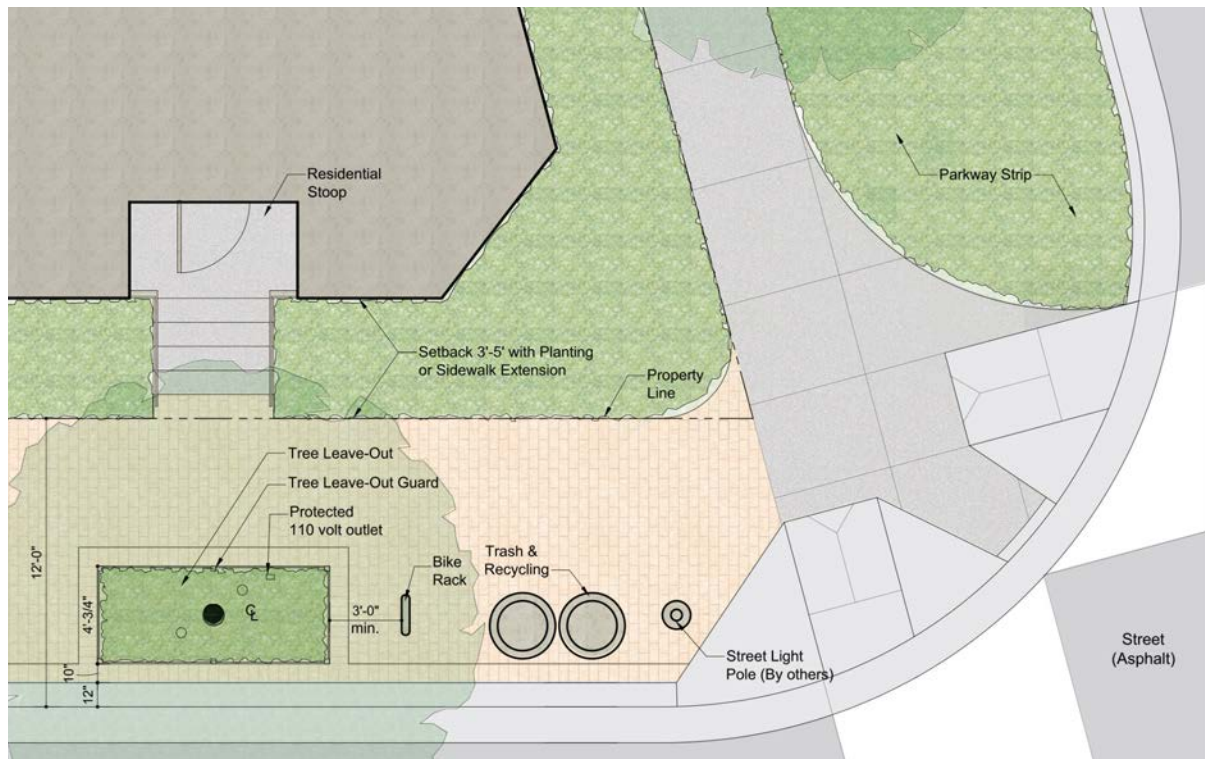 Residential
Stoop
Parkway Strip
Setback 3'-5' with Planting
or Sidewalk Extension
Property
Line
Tree Leave-Out
Tree Leave-Out Guard
Protected
110 volt outlet
Bike
Rack
Trash &
Recycling
12'-0"
4'-3/4"
10"
12"
CL
3'-0"
min.
Street Light
Pole (By others)
Street
(Asphalt)